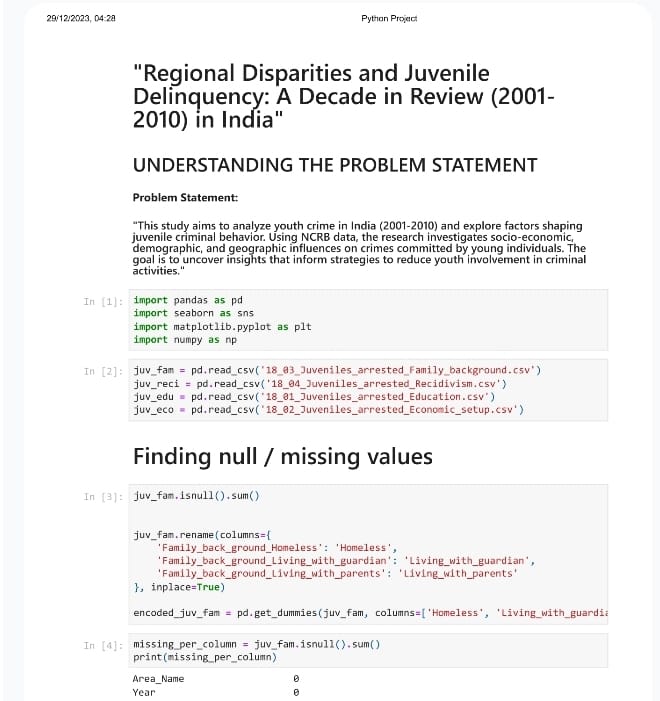 29/12/2023, 04:28
Python Project
"Regional Disparities and Juvenile
Delinquency: A Decade in Review (2001-
2010) in India"
UNDERSTANDING THE PROBLEM STATEMENT
Problem Statement:
"This study aims to analyze youth crime in India (2001-2010) and explore factors shaping
juvenile criminal behavior. Using NCRB data, the research investigates socio-economic,
demographic, and geographic influences on crimes committed by young individuals. The
goal is to uncover insights that inform strategies to reduce youth involvement in criminal
activities."
In [1]: import pandas as pd
import seaborn as sns
import matplotlib.pyplot as plt
import numpy as np
In [2]: juv_fam = pd.read_csv('18_03_Juveniles_arrested_Family_background.csv')
juv_reci = pd.read_csv('18_04_Juveniles_arrested_Recidivism.csv')
juv_edu = pd.read_csv('18_01_Juveniles_arrested_Education.csv')
juv_eco = pd.read_csv('18_02_Juveniles_arrested_Economic_setup.csv')
Finding null / missing values
In [3]: juv_fam.isnull().sum()
juv_fam.rename(columns={
'Family_back_ground_Homeless': 'Homeless',
'Family_back_ground_Living_with_guardian': 'Living_with_guardian',
'Family_back_ground_Living_with_parents': 'Living_with_parents'
}, inplace=True)
encoded_juv_fam = pd.get_dummies(juv_fam, columns=['Homeless', 'Living_with_guardia
In [4]: missing_per_column = juv_fam.isnull().sum()
print(missing_per_column)
Area_Name 0
Year 0